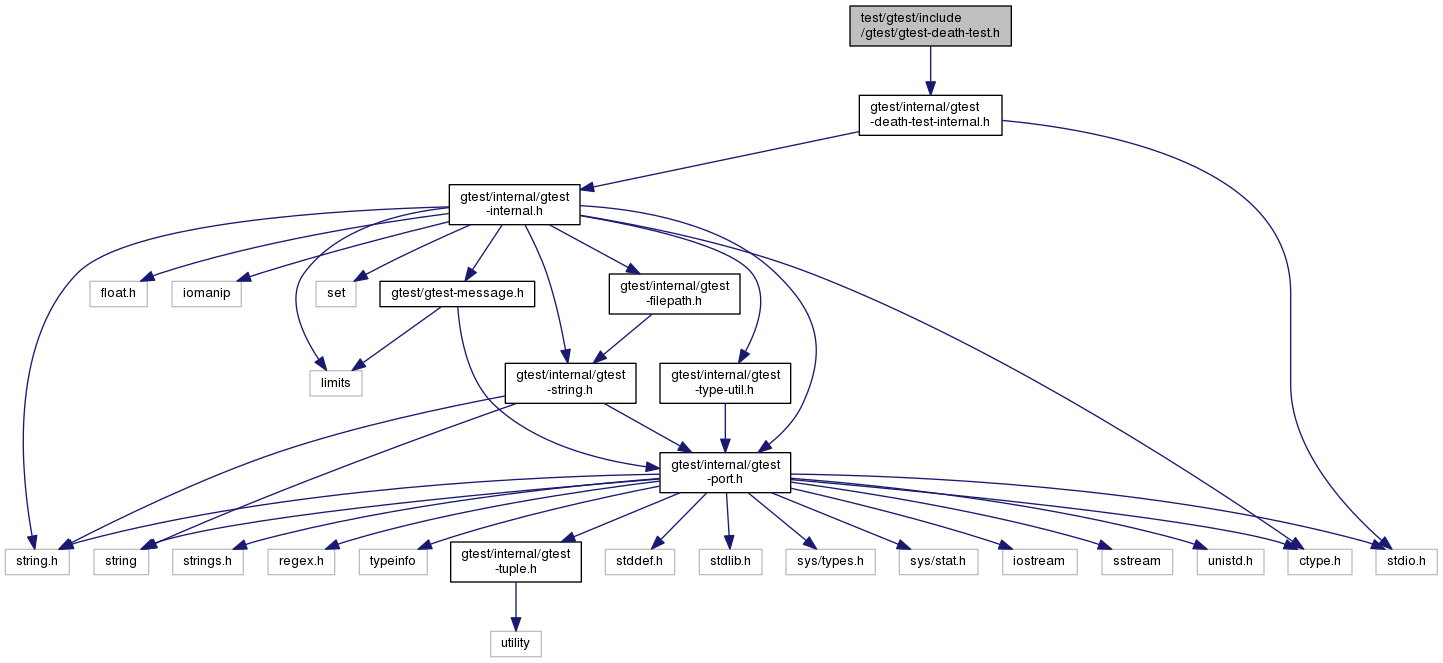 test/gtest/include
/gtest/gtest-death-test.h
gtest/internal/gtest
-death-test-internal.h
gtest/internal/gtest
-internal.h
float.h
iomanip
set
gtest/gtest-message.h
gtest/internal/gtest
-filepath.h
limits
gtest/internal/gtest
-string.h
gtest/internal/gtest
-type-util.h
gtest/internal/gtest
-port.h
string.h
string
strings.h
regex.h
typeinfo
gtest/internal/gtest
-tuple.h
stddef.h
stdlib.h
sys/types.h
sys/stat.h
iostream
sstream
unistd.h
ctype.h
stdio.h
utility